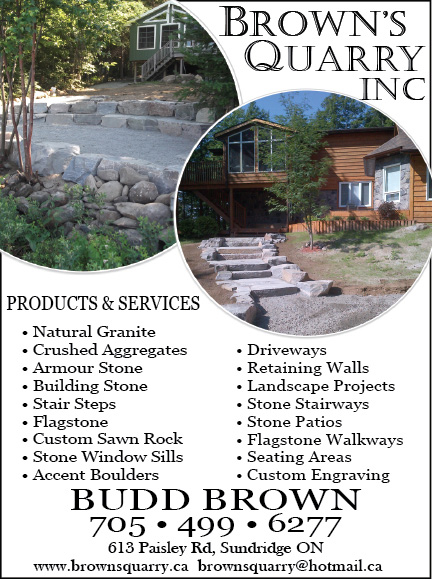 BROWN'S
QUARRY
INC
PRODUCTS & SERVICES
• Natural Granite
• Crushed Aggregates
• Armour Stone
• Building Stone
• Stair Steps
• Flagstone
• Custom Sawn Rock
• Stone Window Sills
• Accent Boulders
• Driveways
• Retaining Walls
• Landscape Projects
• Stone Stairways
• Stone Patios
• Flagstone Walkways
• Seating Areas
• Custom Engraving
BUDD BROWN
705 • 499 • 6277
613 Paisley Rd, Sundridge ON
www.brownsquarry.ca brownsquarry@hotmail.ca